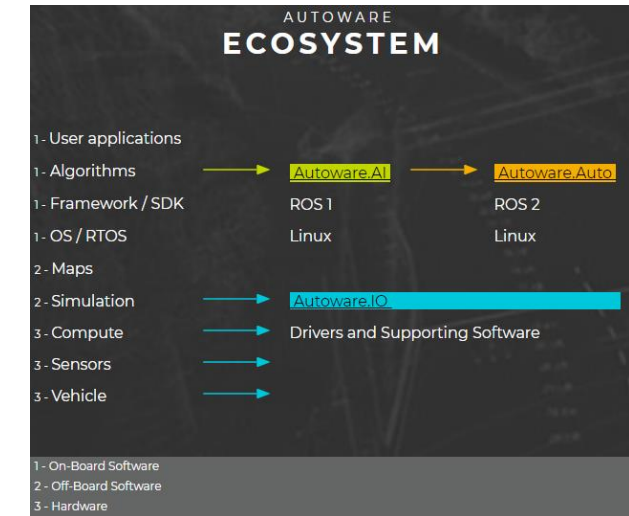 AUTOWARE
ECOSYSTEM
1 - User applications
1 - Algorithms Autoware.AI Autoware.Auto
1 - Framework / SDK ROS 1 ROS 2
1 - OS / RTOS Linux Linux
2 - Maps
2 - Simulation Autoware.IO
3 - Compute Drivers and Supporting Software
3 - Sensors
3 - Vehicle
1 - On-Board Software
2 - Off-Board Software
3 - Hardware